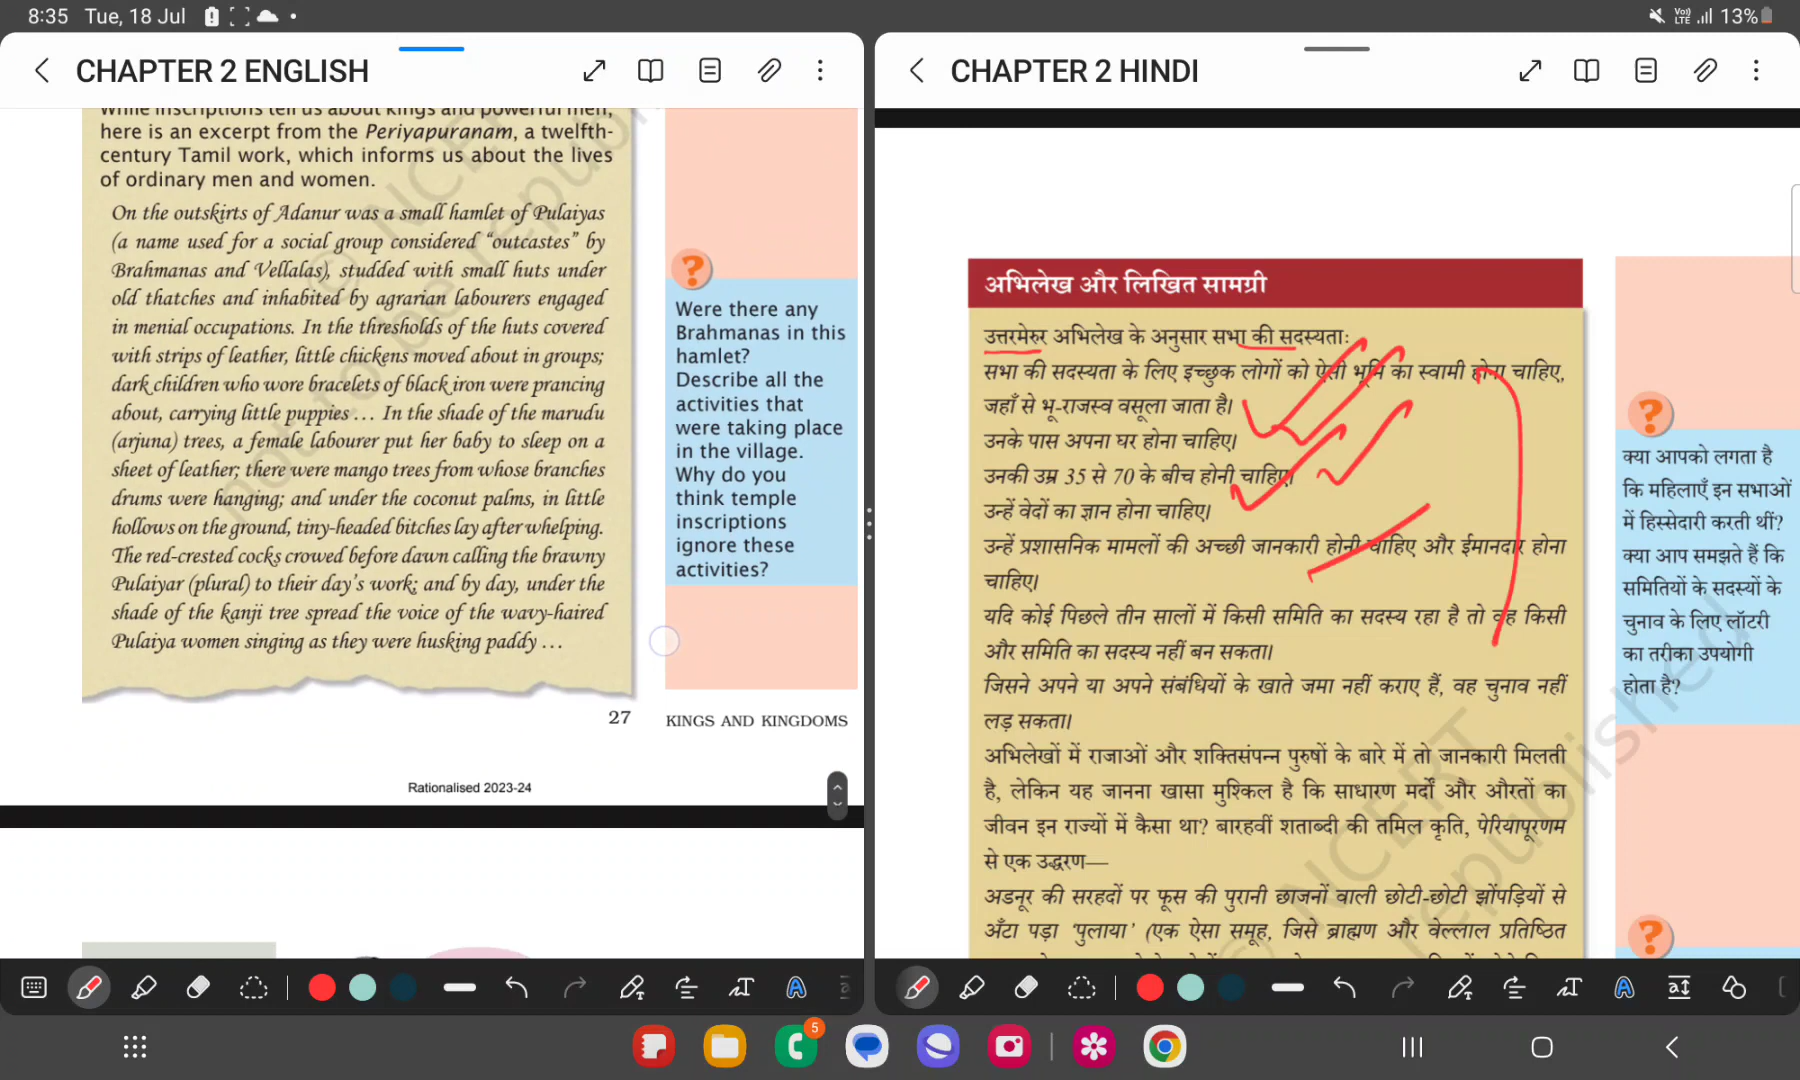 8:35 Tue, 18 Jul
13%
CHAPTER 2 ENGLISH
While inscriptions tell us about kings and powerful men,
here is an excerpt from the Periyapuranam, a twelfth-
century Tamil work, which informs us about the lives
of ordinary men and women.
On the outskirts of Adanur was a small hamlet of Pulaiyas
(a name used for a social group considered “outcastes” by
Brahmanas and Vellalas), studded with small huts under
old thatches and inhabited by agrarian labourers engaged
in menial occupations. In the thresholds of the huts covered
with strips of leather, little chickens moved about in groups;
dark children who wore bracelets of black iron were prancing
about, carrying little puppies ... In the shade of the marudu
(arjuna) trees, a female labourer put her baby to sleep on a
sheet of leather; there were mango trees from whose branches
drums were hanging; and under the coconut palms, in little
hollows on the ground, tiny-headed bitches lay after whelping.
The red-crested cocks crowed before dawn calling the brawny
Pulaiyar (plural) to their day's work; and by day, under the
shade of the kanji tree spread the voice of the wavy-haired
Pulaiya women singing as they were husking paddy ...
?
Were there any
Brahmanas in this
hamlet?
Describe all the
activities that
were taking place
in the village.
Why do you
think temple
inscriptions
ignore these
activities?
27
KINGS AND KINGDOMS
Rationalised 2023-24
CHAPTER 2 HINDI
अभिलेख और लिखित सामग्री
उत्तरमेरुर अभिलेख के अनुसार सभा की सदस्यताः
सभा की सदस्यता के लिए इच्छुक लोगों को ऐसी भूमि का स्वामी होना चाहिए,
जहाँ से भू-राजस्व वसूला जाता है।
उनके पास अपना घर होना चाहिए।
उनकी उम्र 35 से 70 के बीच होनी चाहिए।
उन्हें वेदों का ज्ञान होना चाहिए।
उन्हें प्रशासनिक मामलों की अच्छी जानकारी होनी चाहिए और ईमानदार होना
चाहिए।
यदि कोई पिछले तीन सालों में किसी समिति का सदस्य रहा है तो वह किसी
और समिति का सदस्य नहीं बन सकता।
जिसने अपने या अपने संबंधियों के खाते जमा नहीं कराए हैं, वह चुनाव नहीं
लड़ सकता।
अभिलेखों में राजाओं और शक्तिसंपन्न पुरुषों के बारे में तो जानकारी मिलती
है, लेकिन यह जानना खासा मुश्किल है कि साधारण मर्दों और औरतों का
जीवन इन राज्यों में कैसा था? बारहवीं शताब्दी की तमिल कृति, पेरियापूरणम
से एक उद्धरण—
अडनूर की सरहदों पर फूस की पुरानी छाजनों वाली छोटी-छोटी झोंपड़ियों से
अँटा पड़ा 'पुलाया' (एक ऐसा समूह, जिसे ब्राह्मण और वेल्लाल प्रतिष्ठित
?
क्या आपको लगता है
कि महिलाएँ इन सभाओं
में हिस्सेदारी करती थीं?
क्या आप समझते हैं कि
समितियों के सदस्यों के
चुनाव के लिए लॉटरी
का तरीका उपयोगी
होता है?
?
5